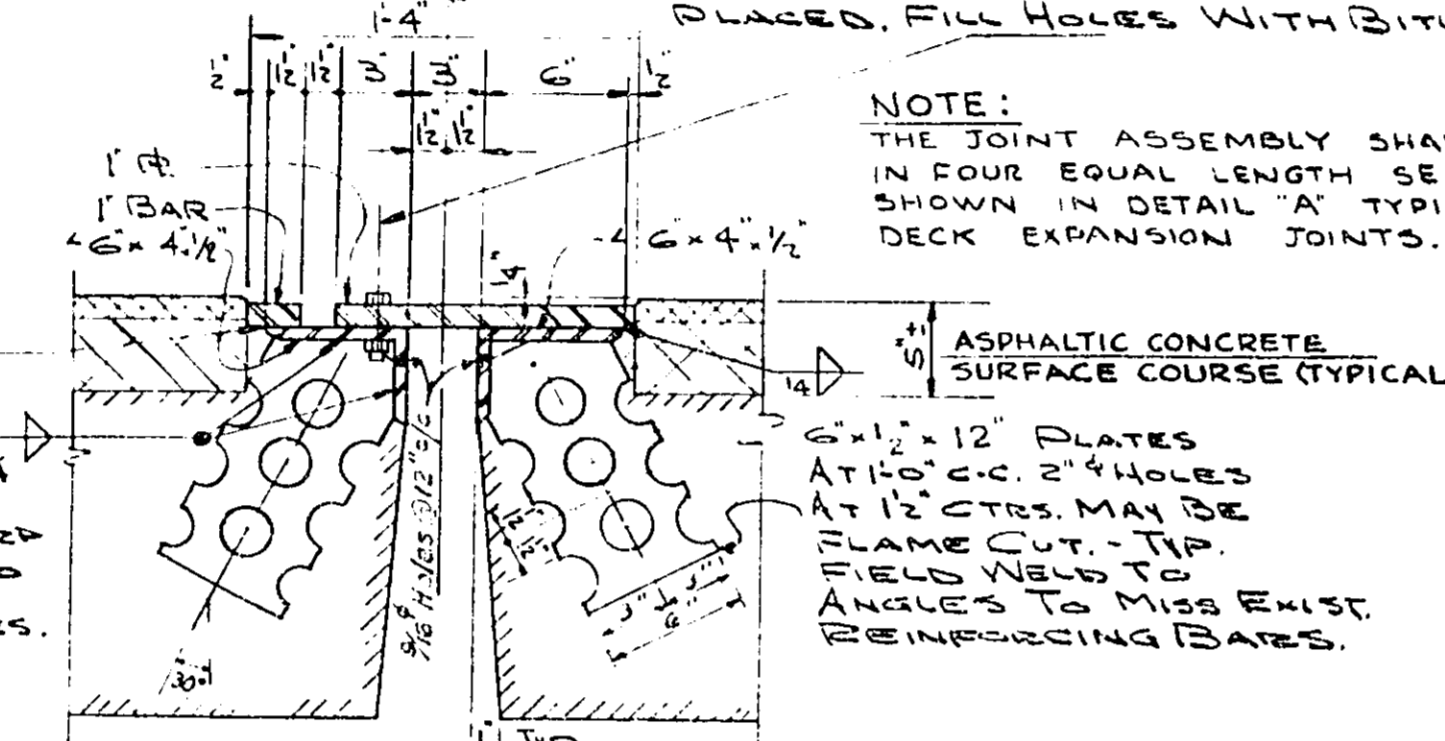 PLACED. FILL HOLES WITH BIT
1'-4"
1/2" 1 1/2" 1 1/2" 3" 3" 6" 1/2"
1 1/2" 1 1/2"
NOTE:
THE JOINT ASSEMBLY SHA
IN FOUR EQUAL LENGTH SE
SHOWN IN DETAIL "A" TYPI
DECK EXPANSION JOINTS.
1" ℄
1" BAR
∠ 6" x 4" 1/2"
∠ 6" x 4" x 1/2"
1/4"
5"±
ASPHALTIC CONCRETE
SURFACE COURSE (TYPICAL
1/4
6" x 1/2" x 12" PLATES
AT 1'-0" C.C. 2" ϕ HOLES
AT 1 1/2" CTRS. MAY BE
FLAME CUT. - TYP.
FIELD WELD TO
ANGLES TO MISS EXIST.
REINFORCING BARS.
9/16" ϕ Holes @ 12" c/c
1 1/2" 1 1/2"
3" 3"
6"
30°
ES.
1" TYP